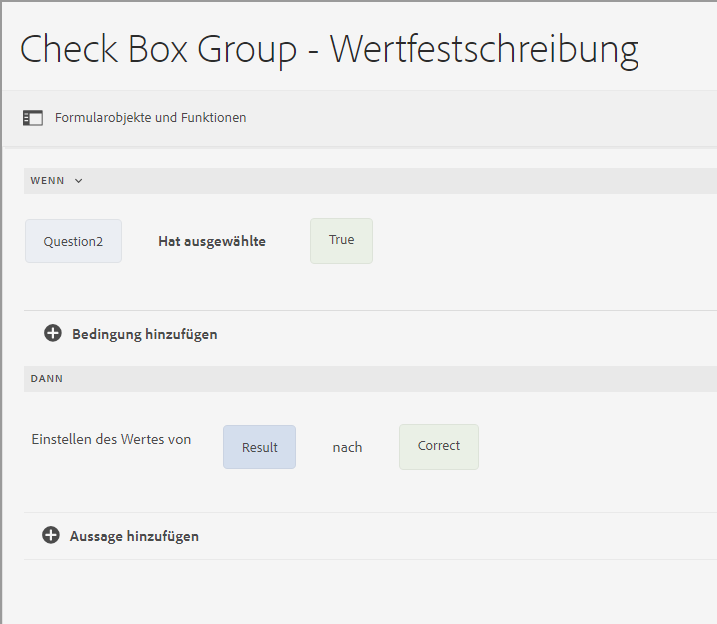 Check Box Group - Wertfestschreibung
Formularobjekte und Funktionen
WENN
Question2 Hat ausgewählte True
Bedingung hinzufügen
DANN
Einstellen des Wertes von Result nach Correct
Aussage hinzufügen